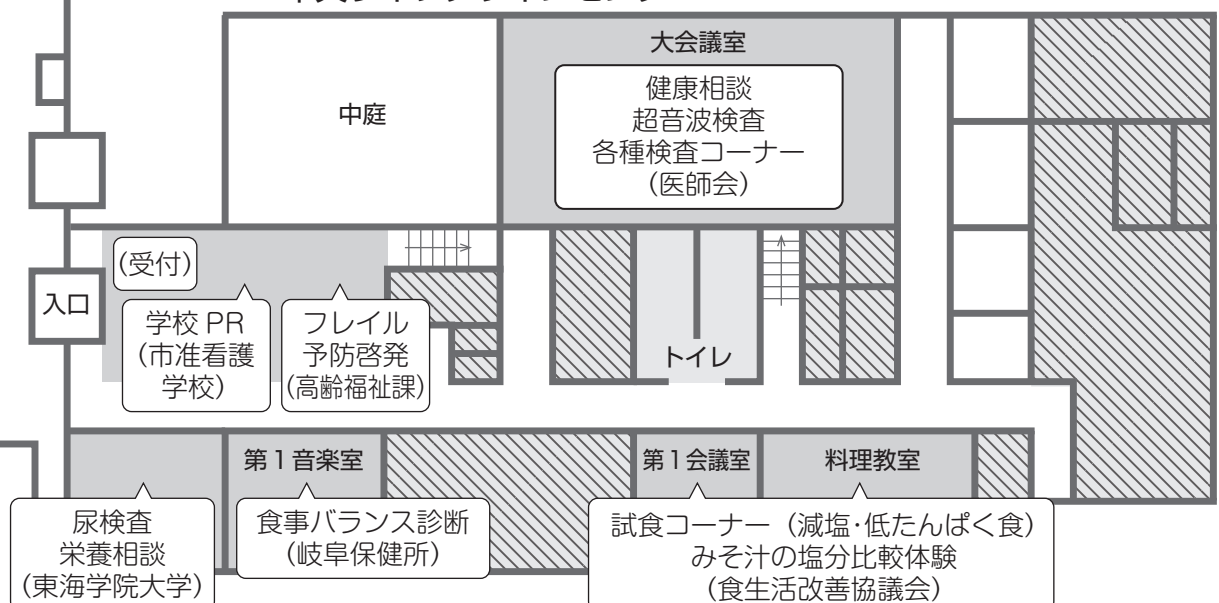 大会議室
健康相談
超音波検査
各種検査コーナー
(医師会)
中庭
(受付)
入口
学校 PR
(市准看護
学校)
フレイル
予防啓発
(高齢福祉課)
トイレ
第1音楽室
第1会議室
料理教室
尿検査
栄養相談
(東海学院大学)
食事バランス診断
(岐阜保健所)
試食コーナー (減塩・低たんぱく食)
みそ汁の塩分比較体験
(食生活改善協議会)